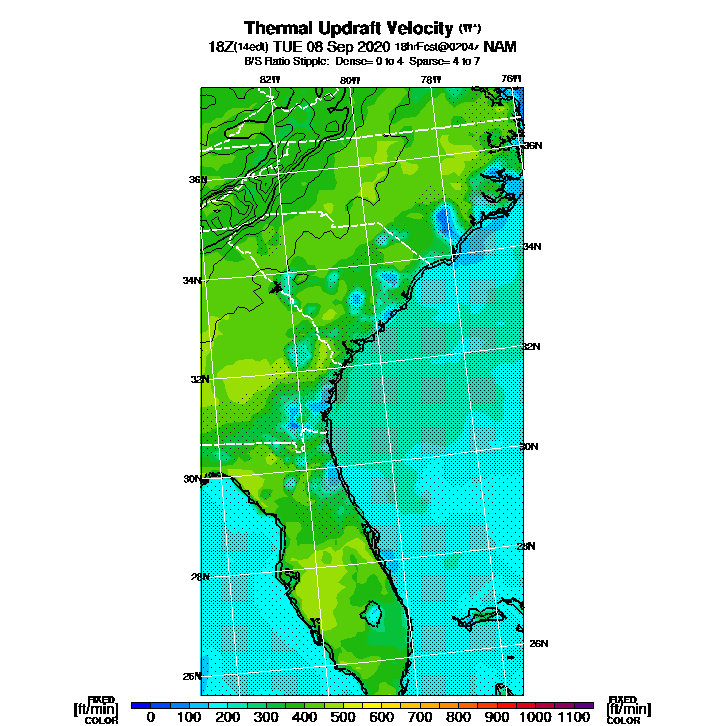 Thermal Updraft Velocity (W*)
18Z(14edt) TUE 08 Sep 2020 18hrFcst@0204z NAM
B/S Ratio Stipple: Dense= 0 to 4 Sparse= 4 to 7
82W 80W 78W 76W
36N
36N
34N
34N
32N
32N
30N
30N
28N
28N
26N
26N
FIXED FIXED
[ft/min] 0 100 200 300 400 500 600 700 800 900 1000 1100 [ft/min]
COLOR COLOR